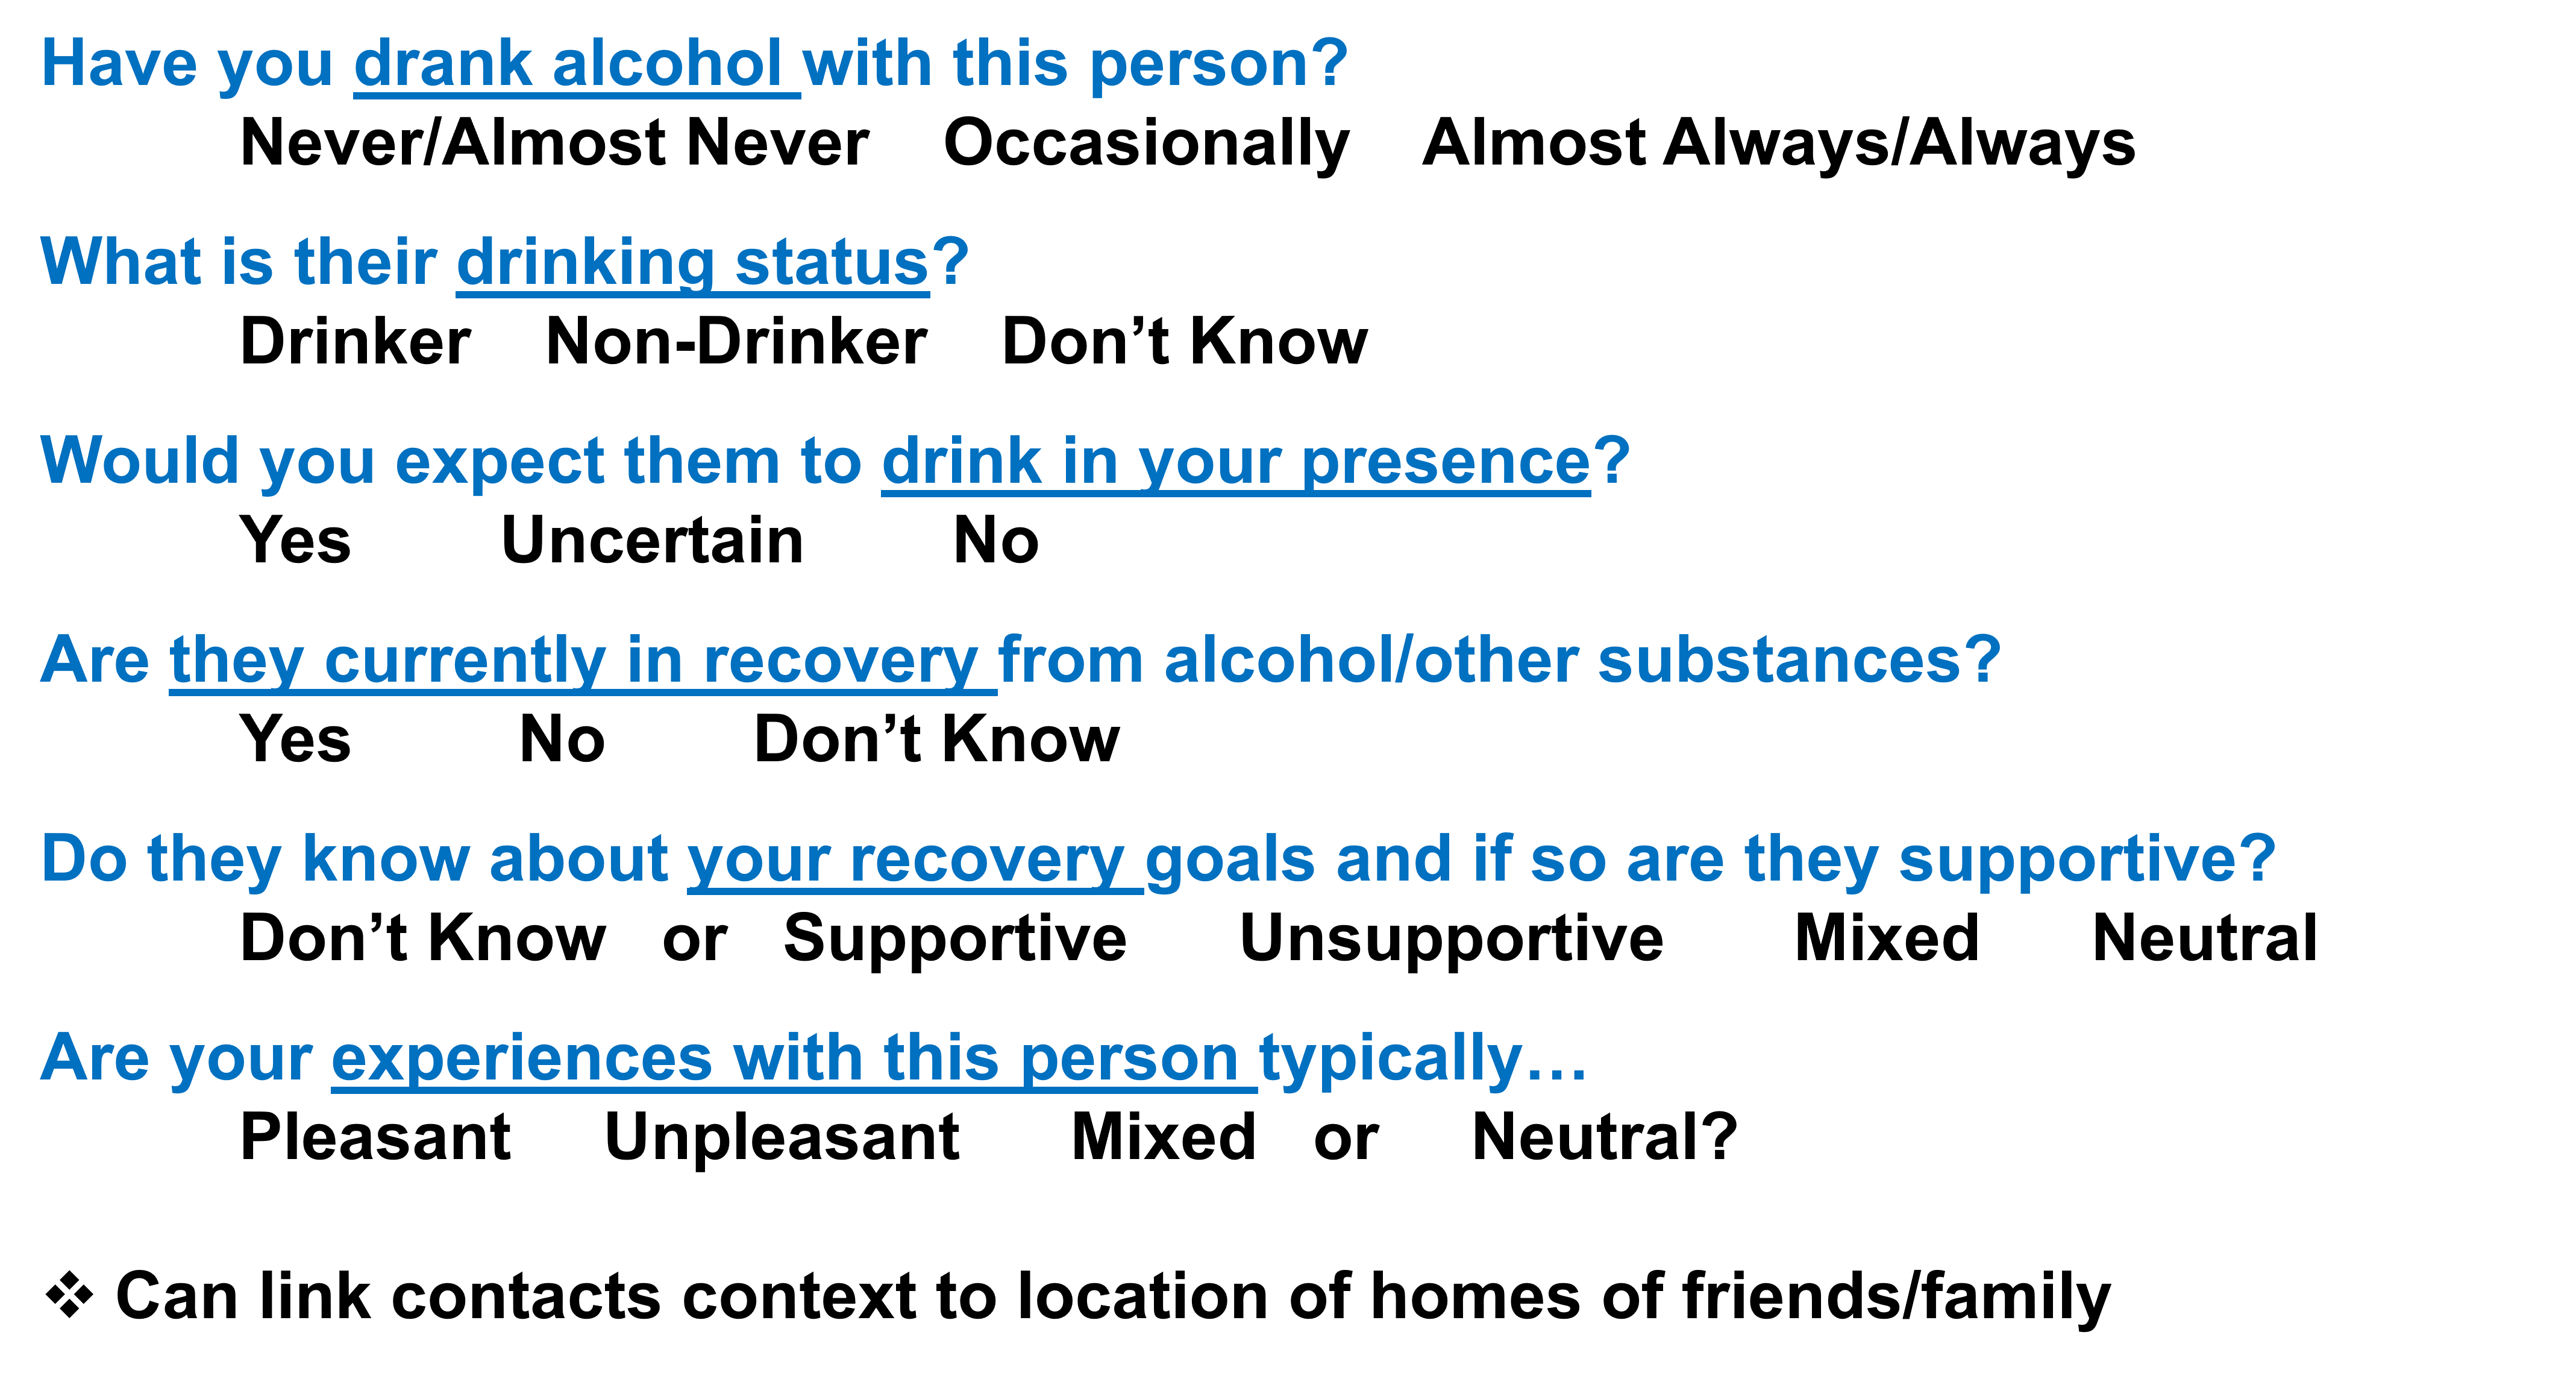 Have you drank alcohol with this person?
Never/Almost Never Occasionally Almost Always/Always
What is their drinking status?
Drinker Non-Drinker Don’t Know
Would you expect them to drink in your presence?
Yes Uncertain No
Are they currently in recovery from alcohol/other substances?
Yes No Don’t Know
Do they know about your recovery goals and if so are they supportive?
Don’t Know or Supportive Unsupportive Mixed Neutral
Are your experiences with this person typically…
Pleasant Unpleasant Mixed or Neutral?
❖ Can link contacts context to location of homes of friends/family